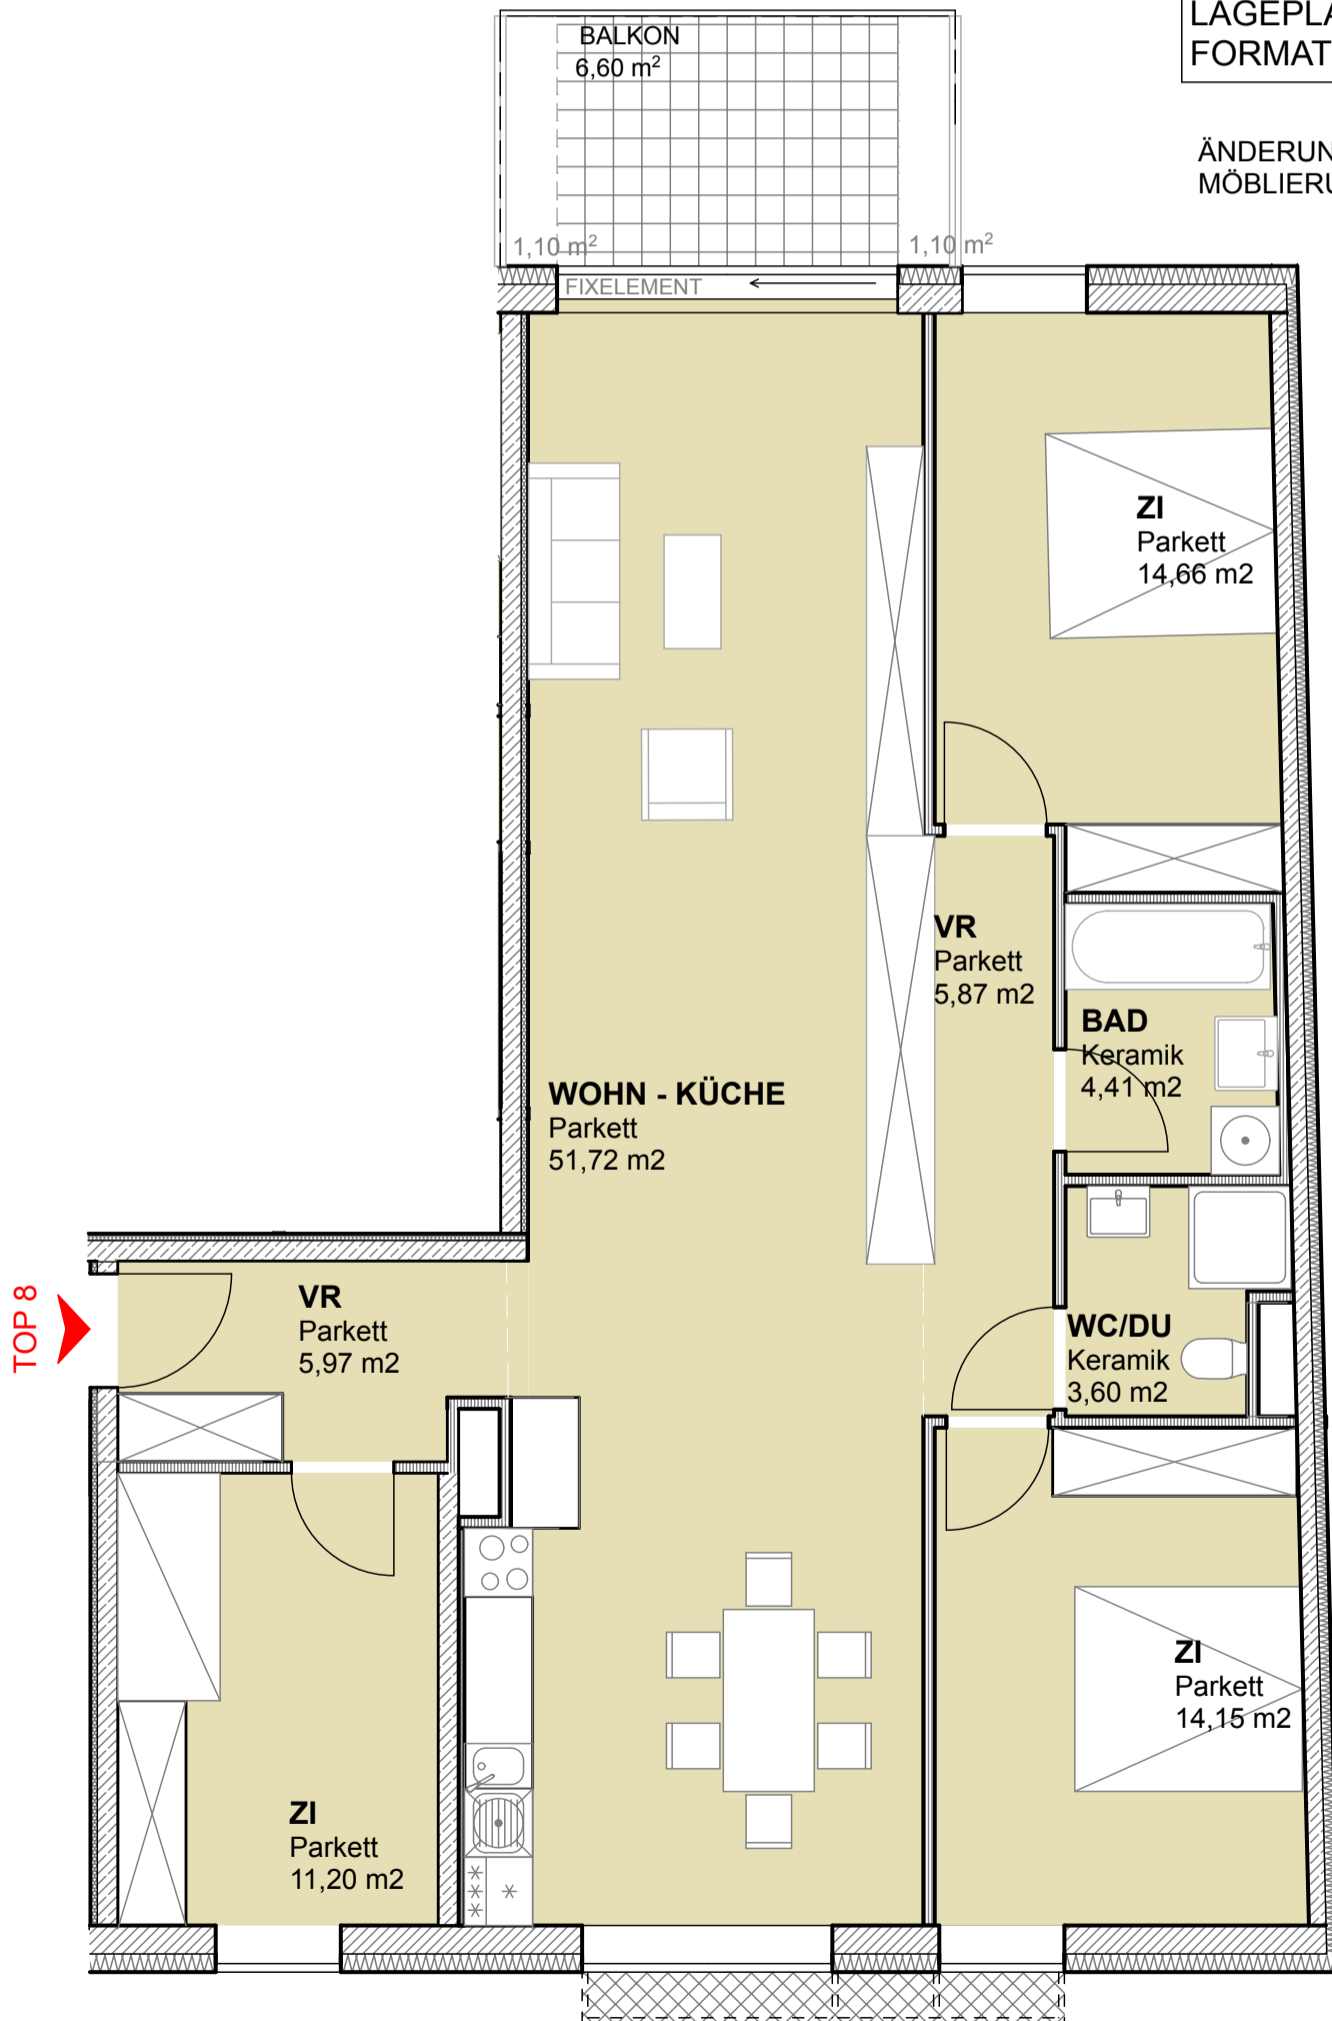 LAGEPLA
FORMAT
BALKON
6,60 m²
ÄNDERUN
MÖBLIERU
1,10 m²
1,10 m²
FIXELEMENT
ZI
Parkett
14,66 m2
VR
Parkett
5,87 m2
BAD
Keramik
4,41 m2
WOHN - KÜCHE
Parkett
51,72 m2
TOP 8
VR
Parkett
5,97 m2
WC/DU
Keramik
3,60 m2
ZI
Parkett
14,15 m2
ZI
Parkett
11,20 m2